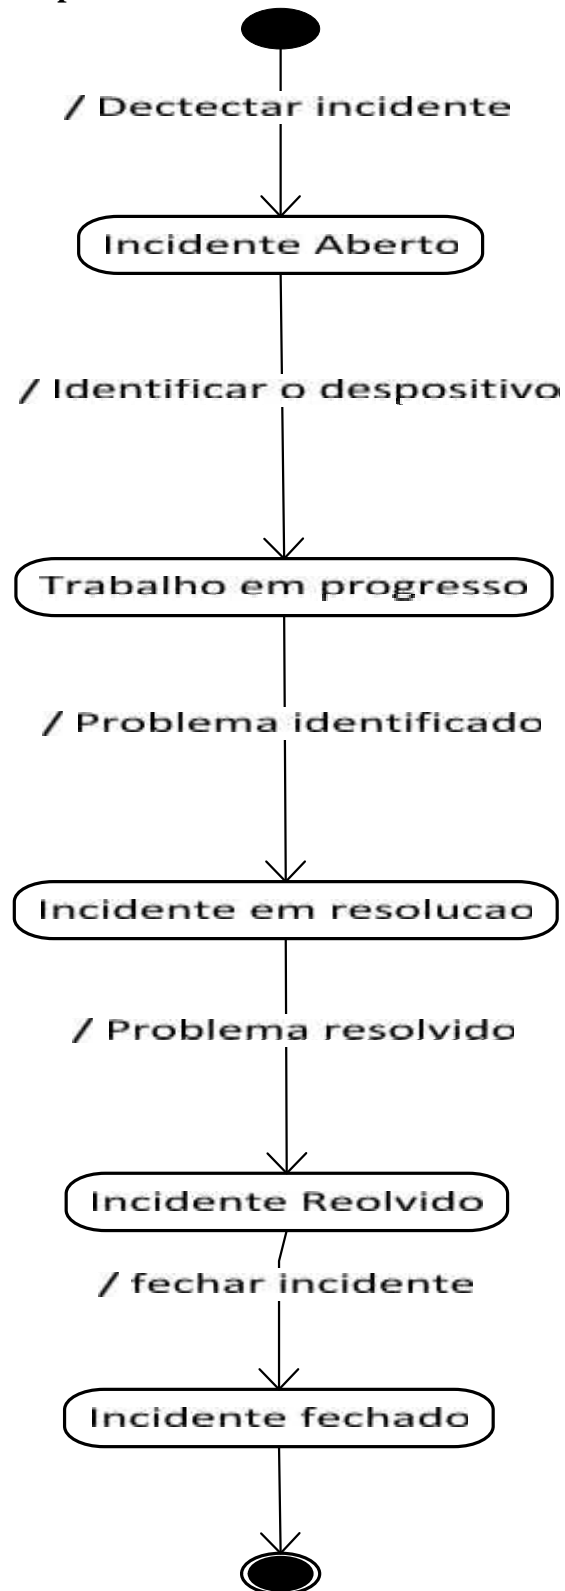 / Dectectar incidente
Incidente Aberto
/ Identificar o despositivo
Trabalho em progresso
/ Problema identificado
Incidente em resolucao
/ Problema resolvido
Incidente Reolvido
/ fechar incidente
Incidente fechado